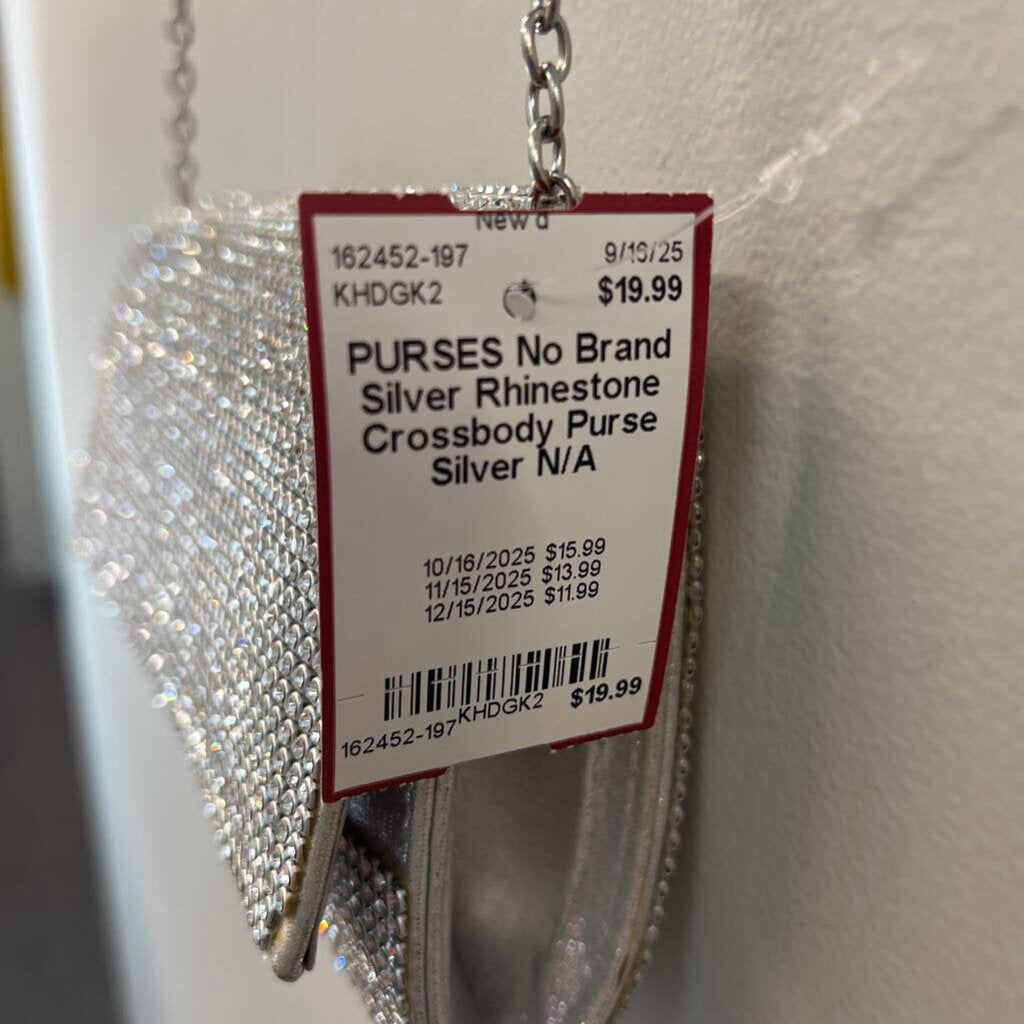 New d
162452-197 9/16/25
KHDGK2 $19.99
PURSES No Brand
Silver Rhinestone
Crossbody Purse
Silver N/A
10/16/2025 $15.99
11/15/2025 $13.99
12/15/2025 $11.99
162452-197 KHDGK2 $19.99